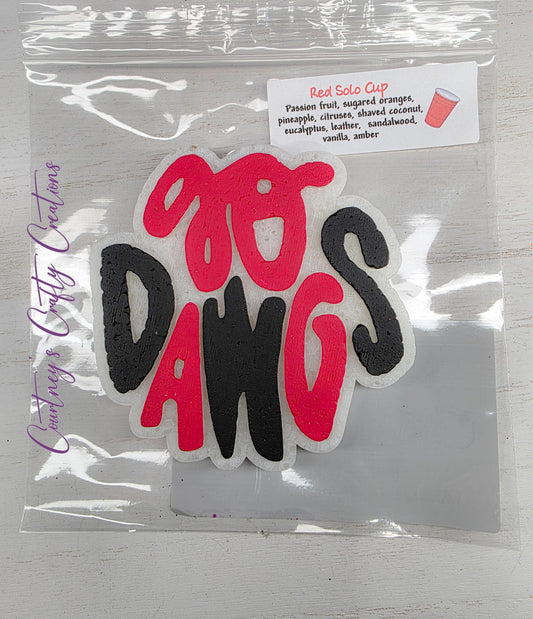 Red Solo Cup
Passion fruit, sugared oranges,
pineapple, citruses, shaved coconut,
eucalyptus, leather, sandalwood,
vanilla, amber
go
DAWGS
Courtney's Crafty Creations